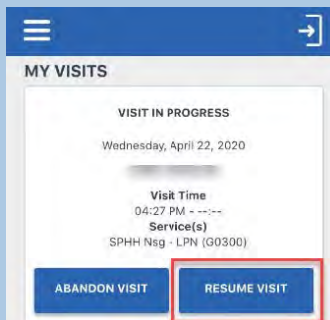 MY VISITS
VISIT IN PROGRESS
Wednesday, April 22, 2020
Visit Time
04:27 PM - --:--
Service(s)
SPHH Nsg - LPN (G0300)
ABANDON VISIT
RESUME VISIT